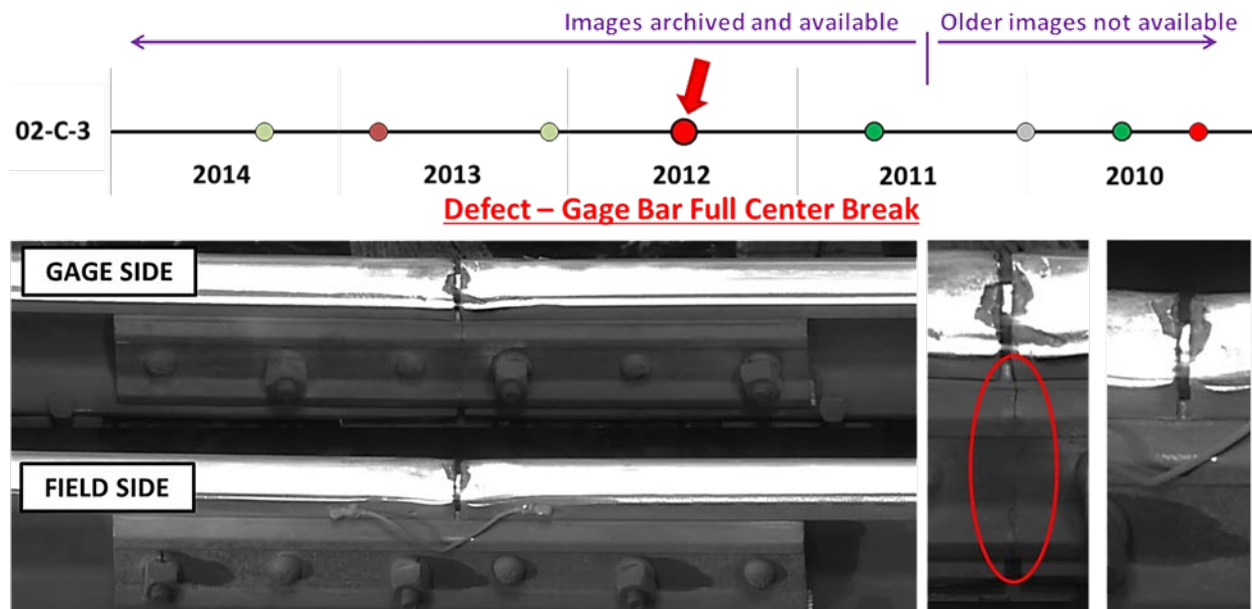 Images archived and available
Older images not available
02-C-3
2014
2013
2012
2011
2010
Defect – Gage Bar Full Center Break
GAGE SIDE
FIELD SIDE